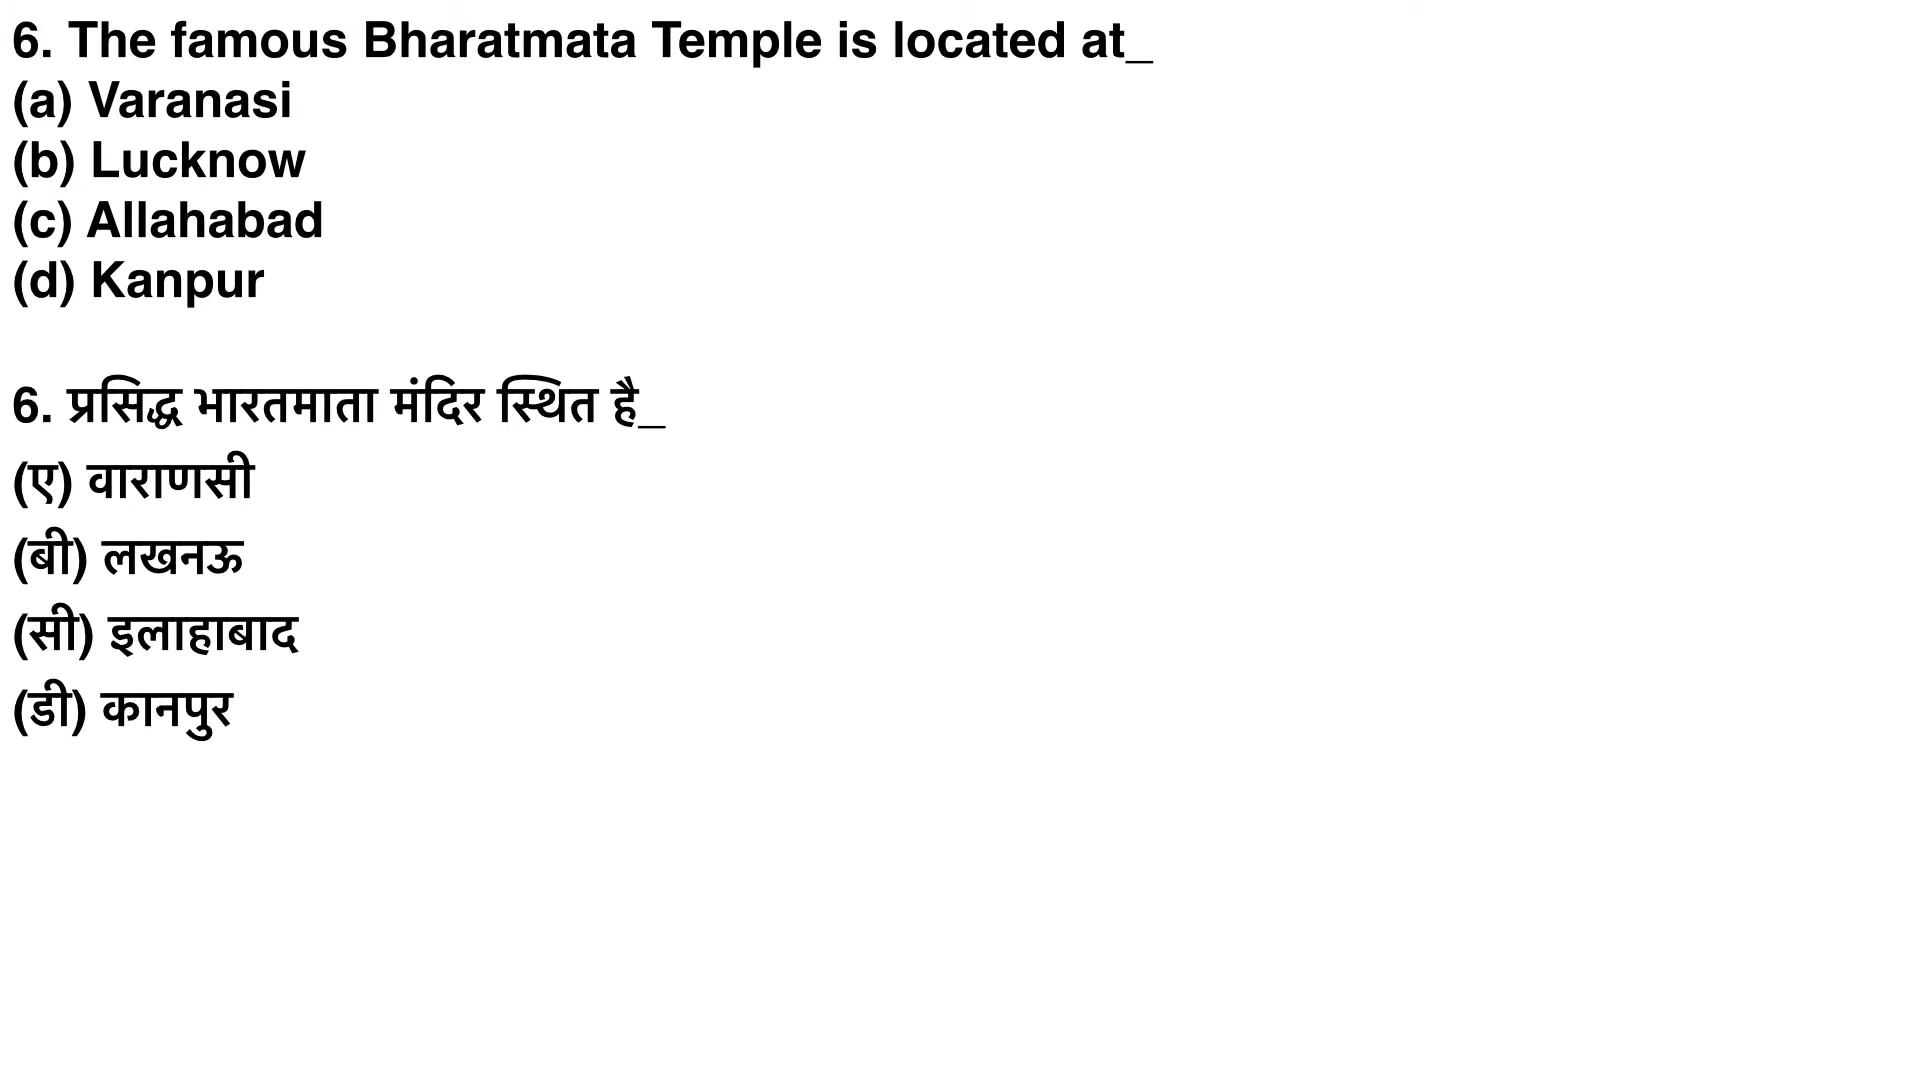 6. The famous Bharatmata Temple is located at_
(a) Varanasi
(b) Lucknow
(c) Allahabad
(d) Kanpur
6. प्रसिद्ध भारतमाता मंदिर स्थित है_
(ए) वाराणसी
(बी) लखनऊ
(सी) इलाहाबाद
(डी) कानपुर